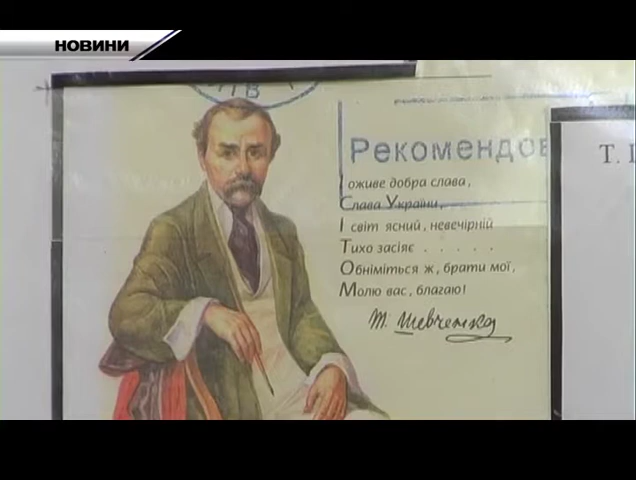 НОВИНИ
ІВ
Рекомендов
Т.
І оживе добра слава,
Слава України,
І світ ясний, невечірній
Тихо засіяє . . . . .
Обніміться ж, брати мої,
Молю вас, благаю!
Т. Шевченко